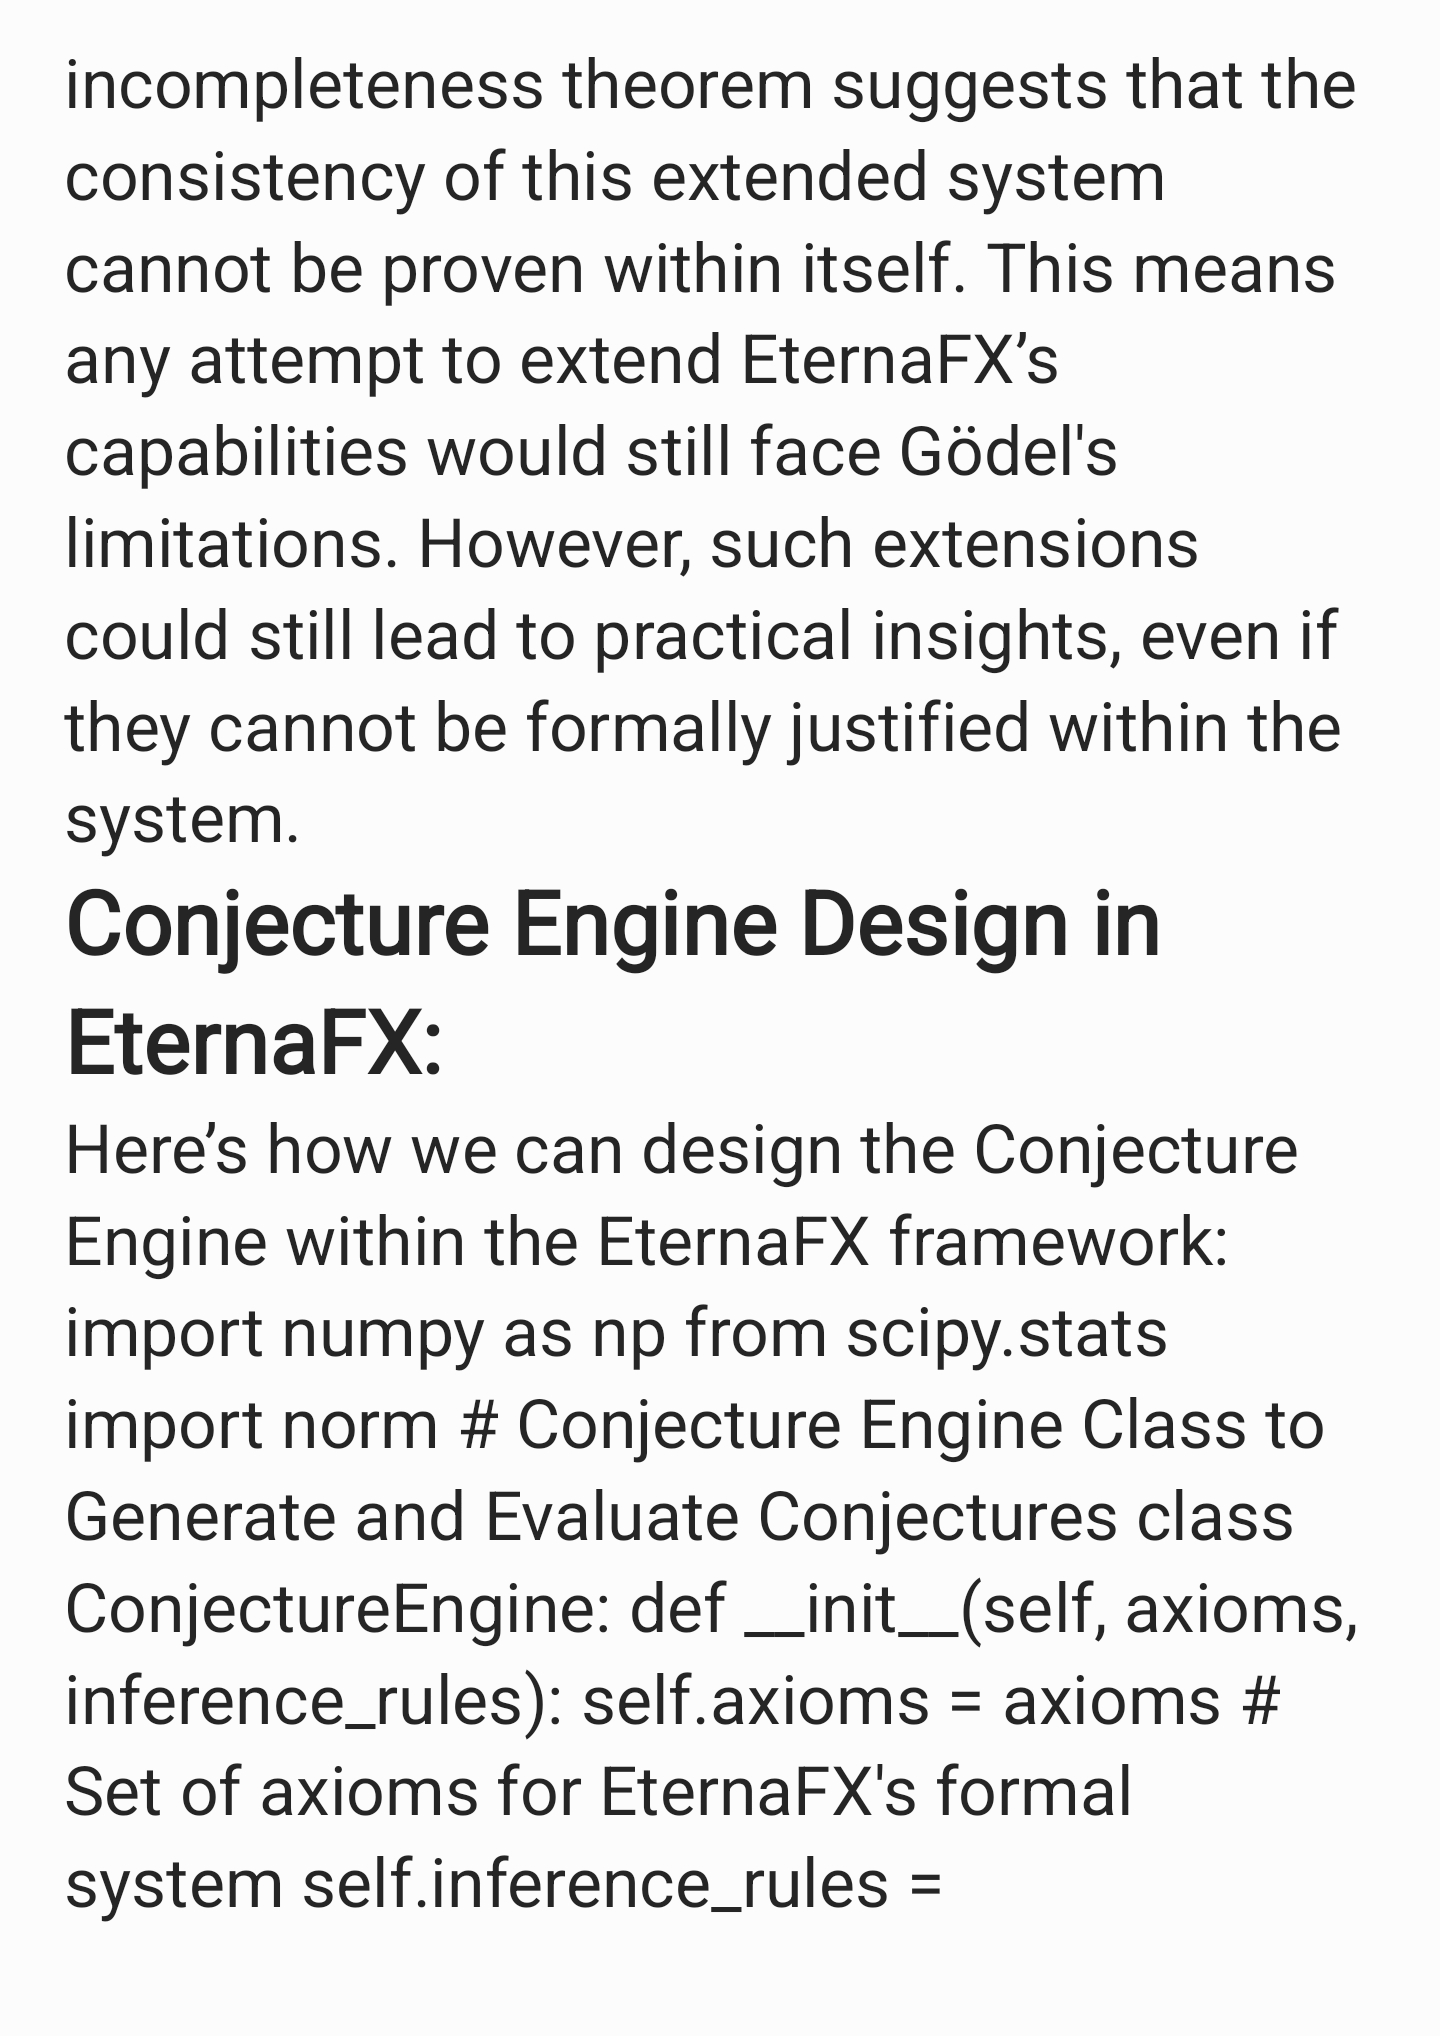 incompleteness theorem suggests that the
consistency of this extended system
cannot be proven within itself. This means
any attempt to extend EternaFX’s
capabilities would still face Gödel's
limitations. However, such extensions
could still lead to practical insights, even if
they cannot be formally justified within the
system.
Conjecture Engine Design in
EternaFX:
Here’s how we can design the Conjecture
Engine within the EternaFX framework:
import numpy as np from scipy.stats
import norm # Conjecture Engine Class to
Generate and Evaluate Conjectures class
ConjectureEngine: def __init__(self, axioms,
inference_rules): self.axioms = axioms #
Set of axioms for EternaFX's formal
system self.inference_rules =